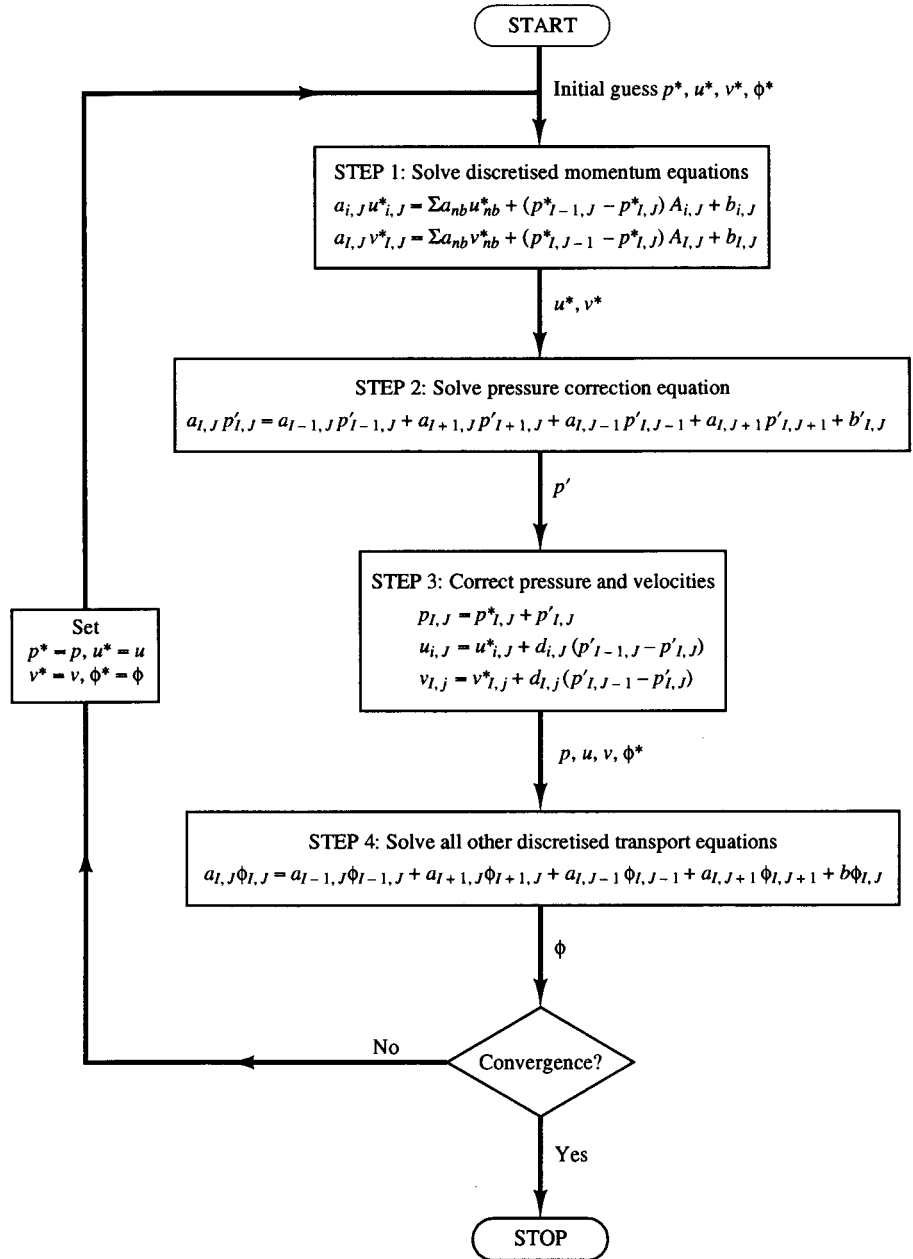 START
Initial guess p*, u*, v*, ϕ*
STEP 1: Solve discretised momentum equations
a_{i,J} u*_{i,J} = Σa_{nb} u*_{nb} + (p*_{I−1,J} − p*_{I,J}) A_{i,J} + b_{i,J}
a_{I,J} v*_{I,J} = Σa_{nb} v*_{nb} + (p*_{I,J−1} − p*_{I,J}) A_{I,J} + b_{I,J}
u*, v*
STEP 2: Solve pressure correction equation
a_{I,J} p'_{I,J} = a_{I−1,J} p'_{I−1,J} + a_{I+1,J} p'_{I+1,J} + a_{I,J−1} p'_{I,J−1} + a_{I,J+1} p'_{I,J+1} + b'_{I,J}
p'
STEP 3: Correct pressure and velocities
p_{I,J} = p*_{I,J} + p'_{I,J}
u_{i,J} = u*_{i,J} + d_{i,J} (p'_{I−1,J} − p'_{I,J})
v_{I,j} = v*_{I,j} + d_{I,j} (p'_{I,J−1} − p'_{I,J})
Set
p* = p, u* = u
v* = v, ϕ* = ϕ
p, u, v, ϕ*
STEP 4: Solve all other discretised transport equations
a_{I,J} ϕ_{I,J} = a_{I−1,J} ϕ_{I−1,J} + a_{I+1,J} ϕ_{I+1,J} + a_{I,J−1} ϕ_{I,J−1} + a_{I,J+1} ϕ_{I,J+1} + bϕ_{I,J}
ϕ
No
Convergence?
Yes
STOP